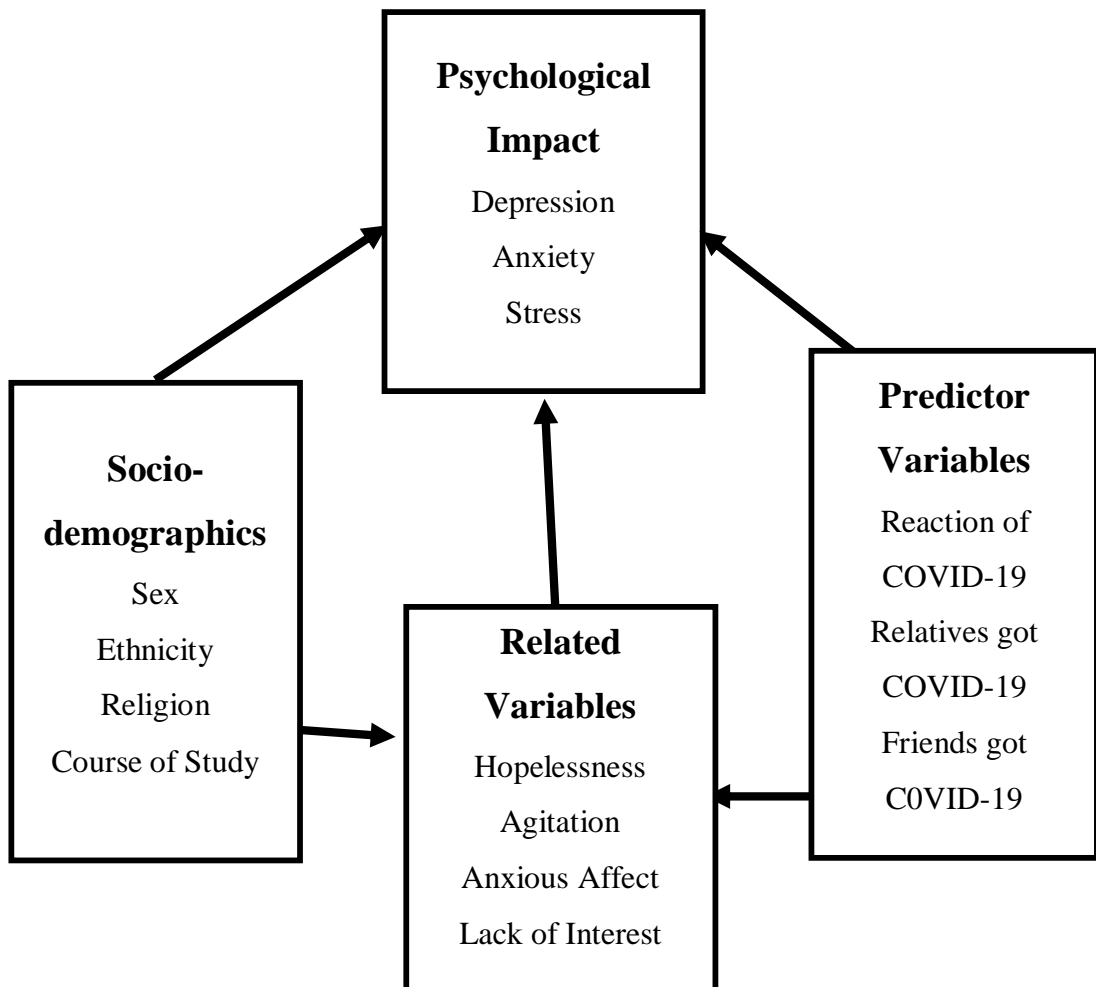 Psychological
Impact
Depression
Anxiety
Stress
Socio-
demographics
Sex
Ethnicity
Religion
Course of Study
Related
Variables
Hopelessness
Agitation
Anxious Affect
Lack of Interest
Predictor
Variables
Reaction of
COVID-19
Relatives got
COVID-19
Friends got
C0VID-19